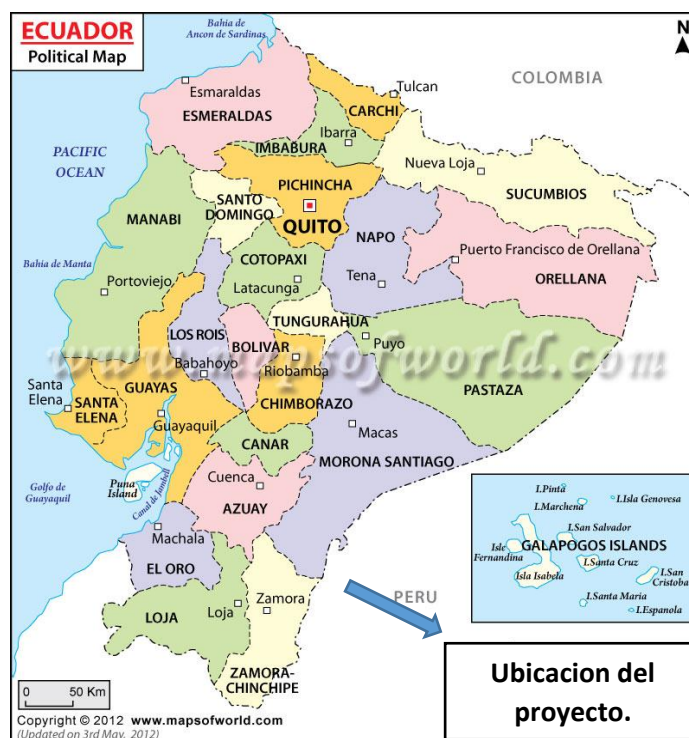 ECUADOR
Political Map
Bahia de
Ancon de Sardinas
N
COLOMBIA
Tulcan
Esmaraldas
CARCHI
ESMERALDAS
Ibarra
IMBABURA
PACIFIC
OCEAN
Nueva Loja
PICHINCHA
SUCUMBIOS
SANTO
DOMINGO
MANABI
QUITO
NAPO
COTOPAXI
Puerto Francisco de Orellana
Bahia de Manta
Portoviejo
Latacunga
Tena
ORELLANA
TUNGURAHUA
LOS ROIS
BOLIVAR
Puyo
www.mapsofworld.com
Riobamba
Babahoyo
Santa
Elena
GUAYAS
PASTAZA
SANTA
ELENA
CHIMBORAZO
Guayaquil
Macas
CANAR
MORONA SANTIAGO
Golfo de
Guayaquil
Puna
Island
Canal de Jambeli
Cuenca
AZUAY
Machala
EL ORO
I.Pinta
I.Marchena
I.Isla Genovesa
I.San Salvador
GALAPOGOS ISLANDS
Isle
Fernandina
I.Santa Cruz
Isla Isabela
I.San
Cristoba
I.Santa Maria
I.Espanola
PERU
LOJA
Loja
Zamora
ZAMORA-
CHINCHIPE
Ubicacion del
proyecto.
0 50 Km
Copyright © 2012 www.mapsofworld.com
(Updated on 3rd May, 2012)